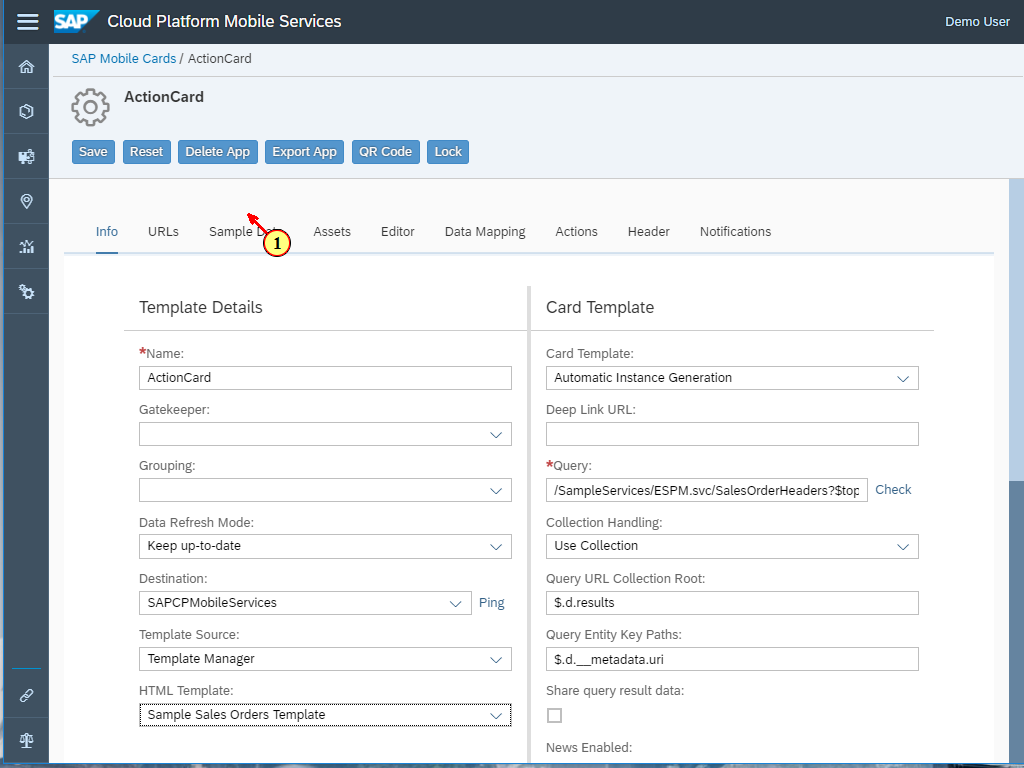 SAP Cloud Platform Mobile Services Demo User
SAP Mobile Cards / ActionCard
ActionCard
Save Reset Delete App Export App QR Code Lock
Info URLs Sample Assets Editor Data Mapping Actions Header Notifications
1
Template Details
*Name:
ActionCard
Gatekeeper:
Grouping:
Data Refresh Mode:
Keep up-to-date
Destination:
SAPCPMobileServices Ping
Template Source:
Template Manager
HTML Template:
Sample Sales Orders Template
Card Template
Card Template:
Automatic Instance Generation
Deep Link URL:
*Query:
/SampleServices/ESPM.svc/SalesOrderHeaders?$top Check
Collection Handling:
Use Collection
Query URL Collection Root:
$.d.results
Query Entity Key Paths:
$.d.__metadata.uri
Share query result data:
News Enabled: